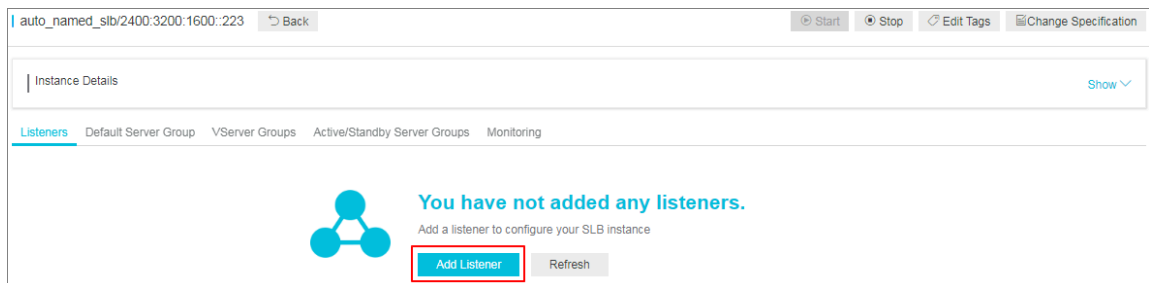 auto_named_slb/2400:3200:1600::223 Back Start Stop Edit Tags Change Specification
Instance Details Show
Listeners Default Server Group VServer Groups Active/Standby Server Groups Monitoring
You have not added any listeners.
Add a listener to configure your SLB instance
Add Listener Refresh